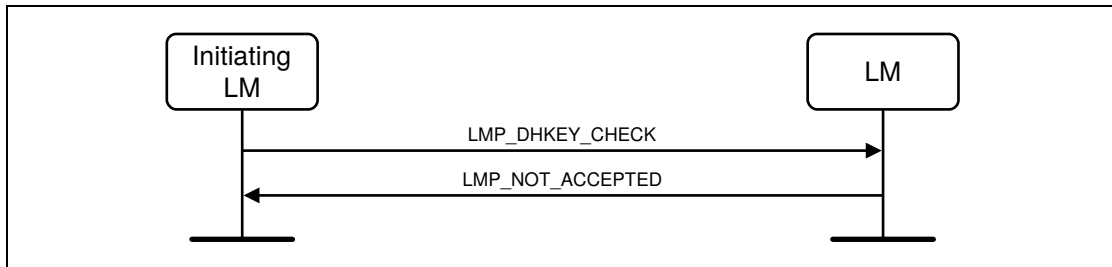 Initiating
LM
LM
LMP_DHKEY_CHECK
LMP_NOT_ACCEPTED